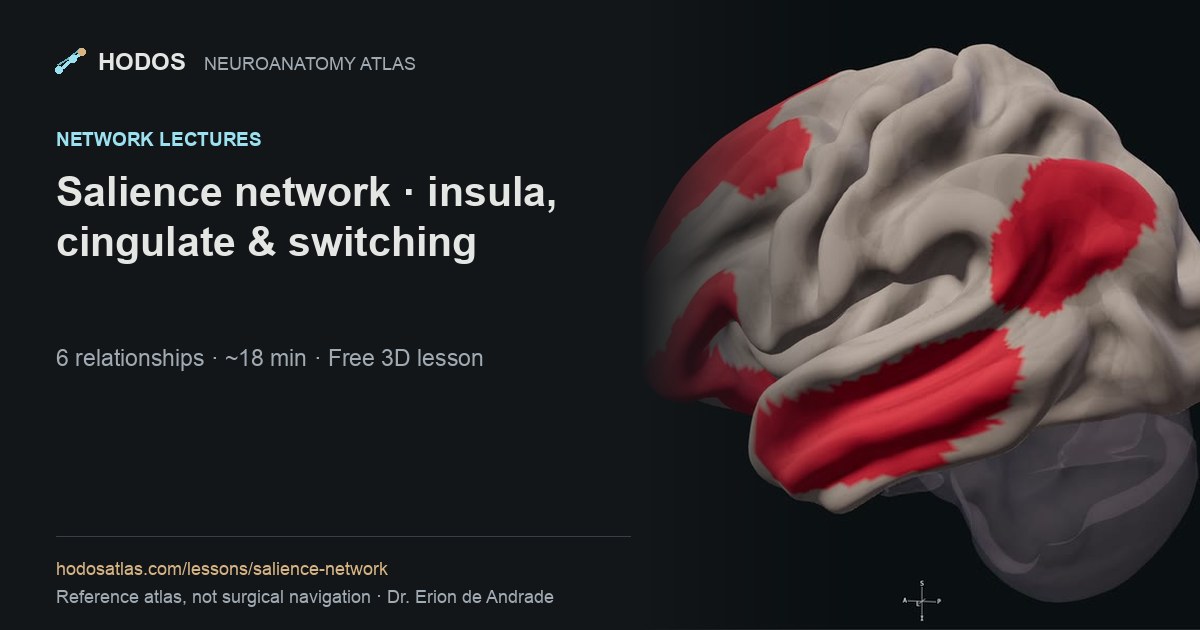 HODOS NEUROANATOMY ATLAS
NETWORK LECTURES
Salience network · insula,
cingulate & switching
6 relationships · ~18 min · Free 3D lesson
hodosatlas.com/lessons/salience-network
Reference atlas, not surgical navigation · Dr. Erion de Andrade
S
A L P
I